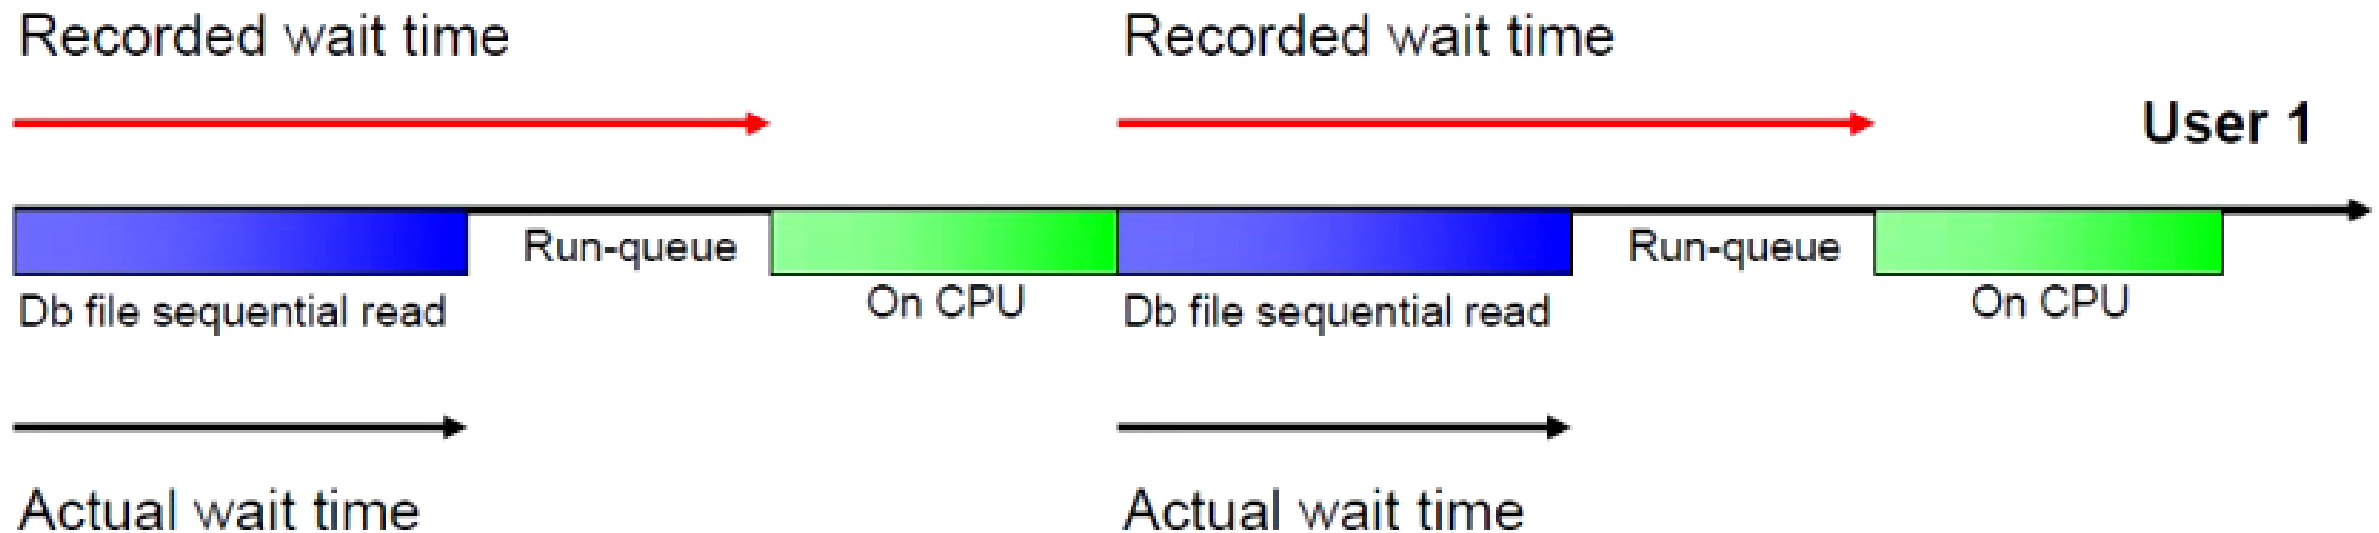 Recorded wait time
Recorded wait time
User 1
Run-queue
Run-queue
On CPU
On CPU
Db file sequential read
Db file sequential read
Actual wait time
Actual wait time